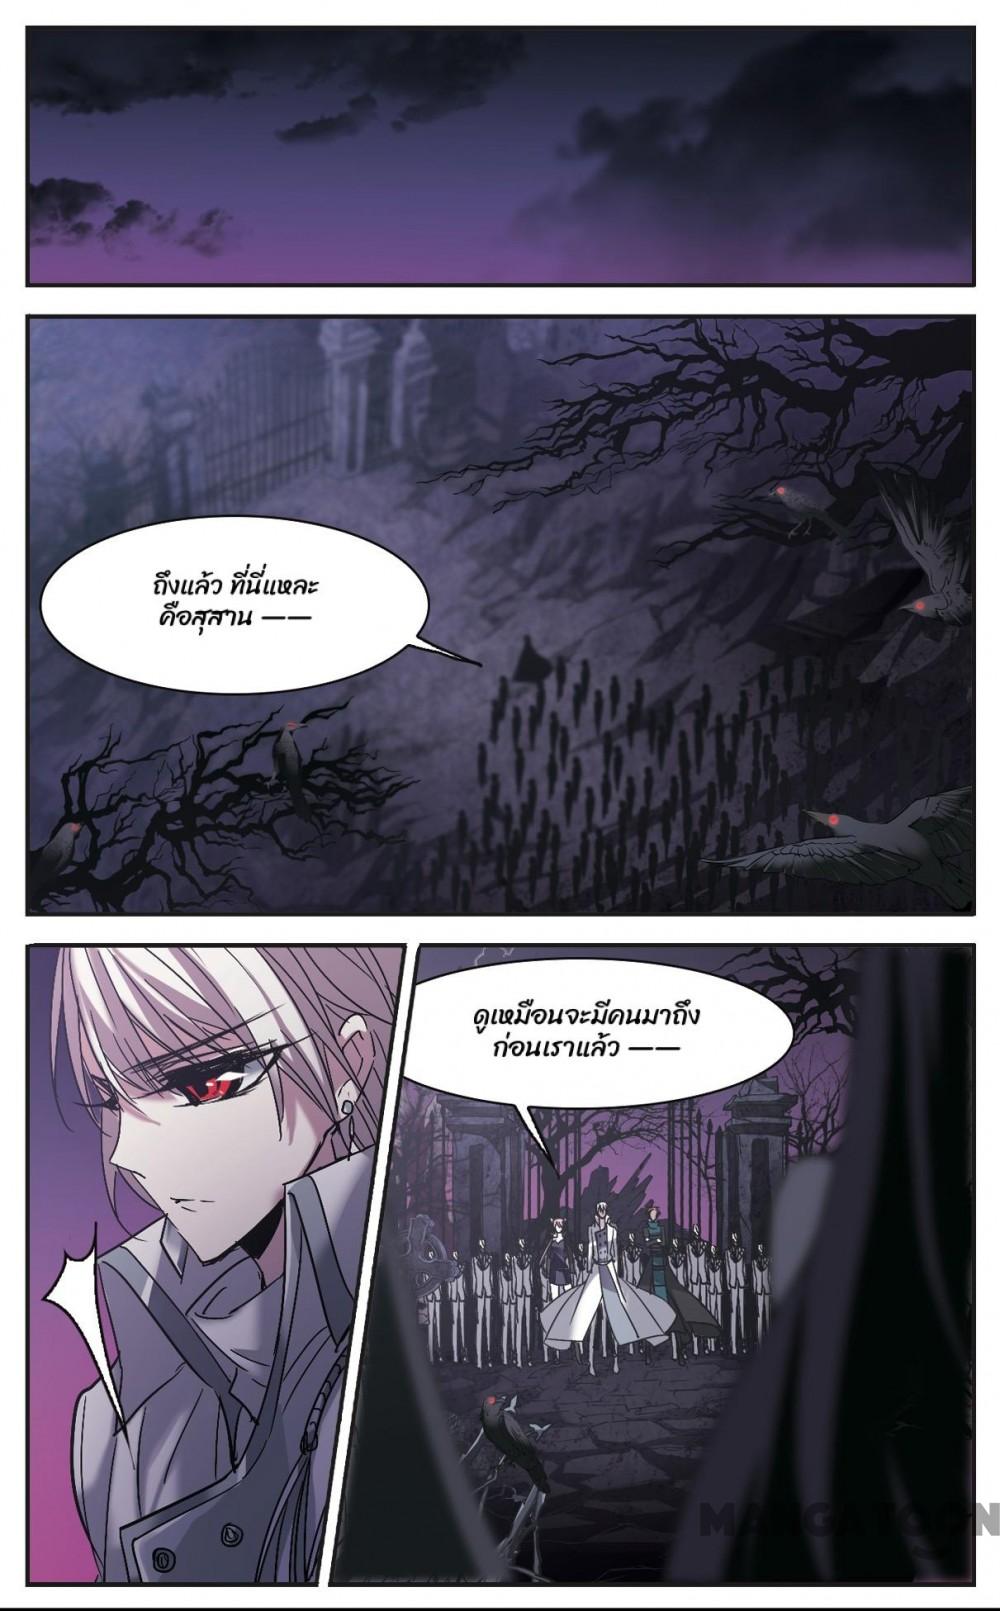 ถึงแล้ว ที่นี่แหละ
คือสุสาน ——
ดูเหมือนจะมีคนมาถึง
ก่อนเราแล้ว ——
MANGATOON